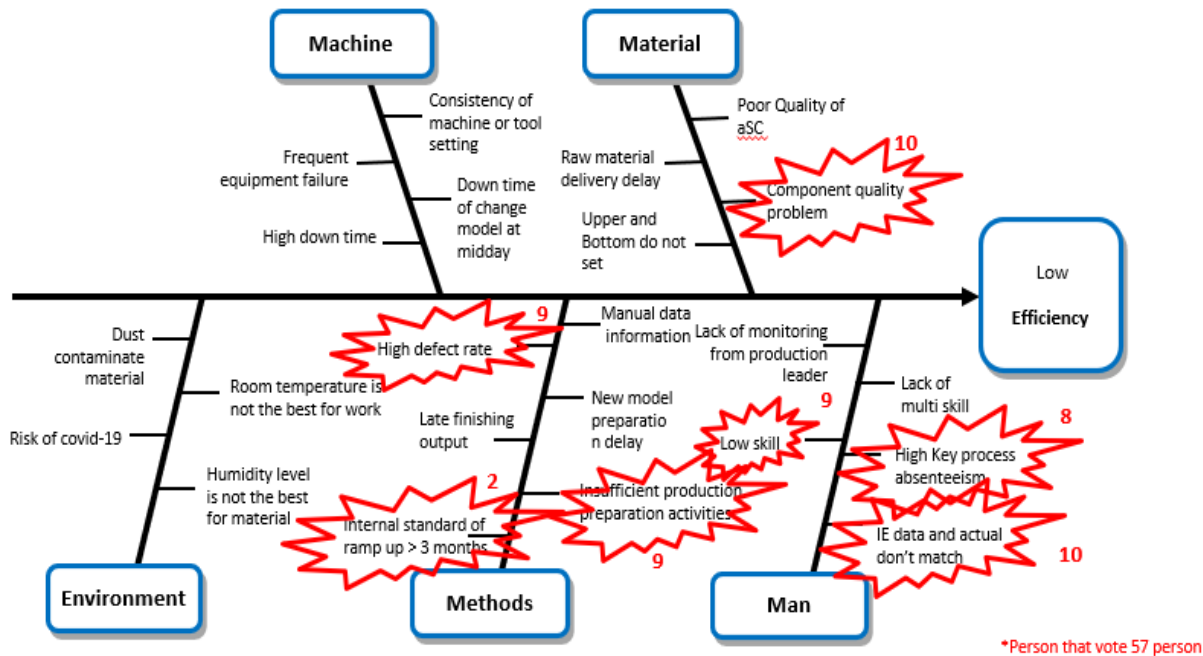 Machine
Material
Consistency of
machine or tool
setting
Frequent
equipment failure
Down time
of change
model at
midday
High down time
Poor Quality of
aSC
10
Raw material
delivery delay
Component quality
problem
Upper and
Bottom do not
set
Low
Efficiency
Dust
contaminate
material
Room temperature is
not the best for work
Risk of covid-19
Humidity level
is not the best
for material
9
High defect rate
Manual data
information
Late finishing
output
New model
preparatio
n delay
2
Internal standard of
ramp up > 3 months
Insufficient production
preparation activities
9
Lack of monitoring
from production
leader
Lack of
multi skill
9
Low skill
8
High Key process
absenteeism
IE data and actual
don't match
10
Environment
Methods
Man
*Person that vote 57 person